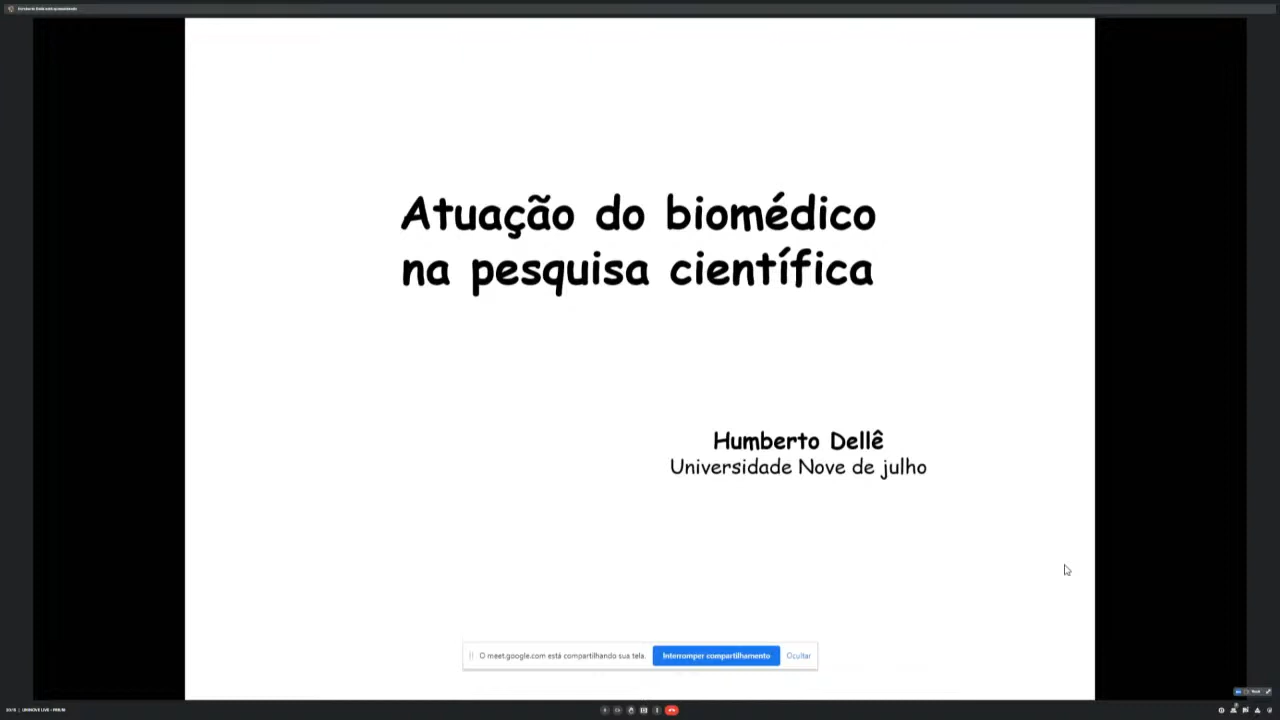 Atuação do biomédico
na pesquisa científica
Humberto Dellê
Universidade Nove de julho
O meet.google.com está compartilhando sua tela.
Interromper compartilhamento
Ocultar